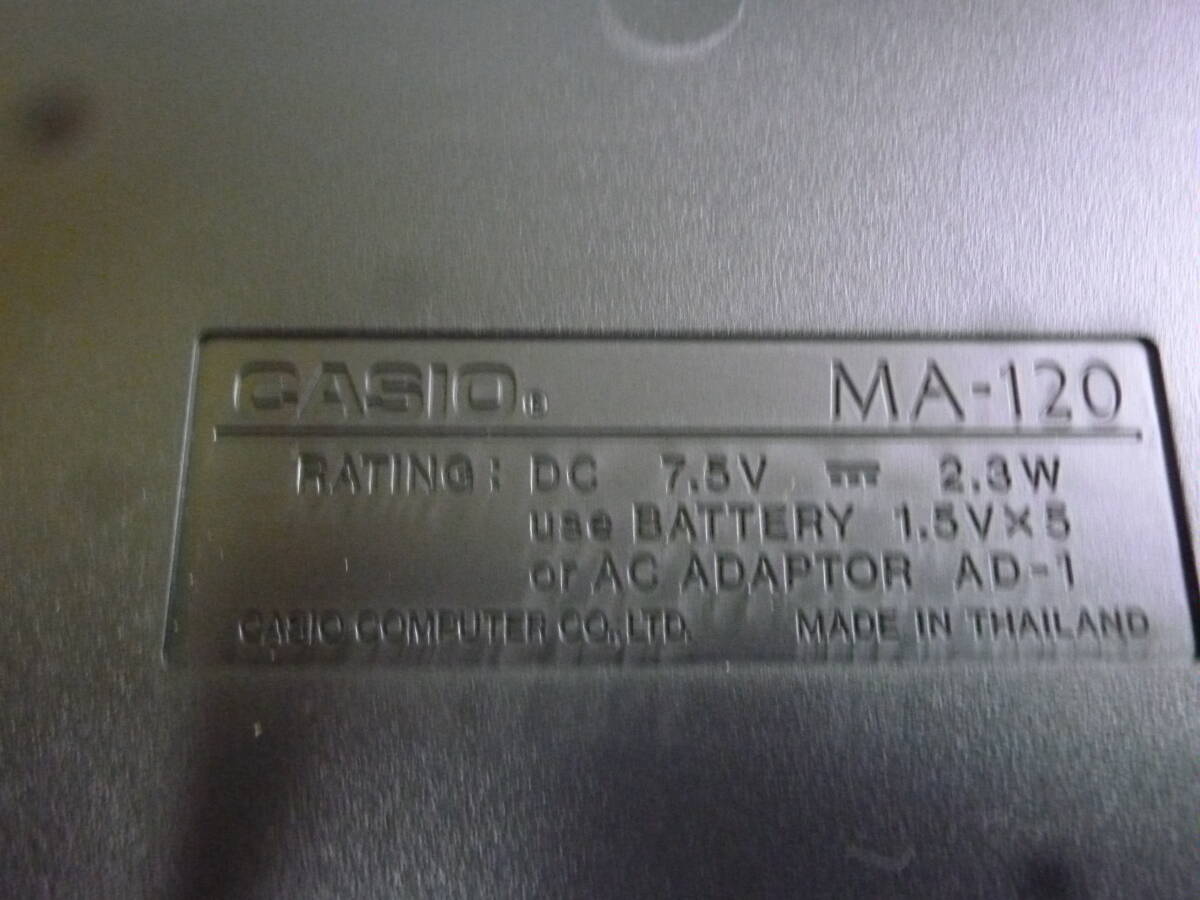 CASIO® MA-120
RATING: DC 7.5V ⎓ 2.3W
use BATTERY 1.5V×5
or AC ADAPTOR AD-1
CASIO COMPUTER CO.,LTD. MADE IN THAILAND